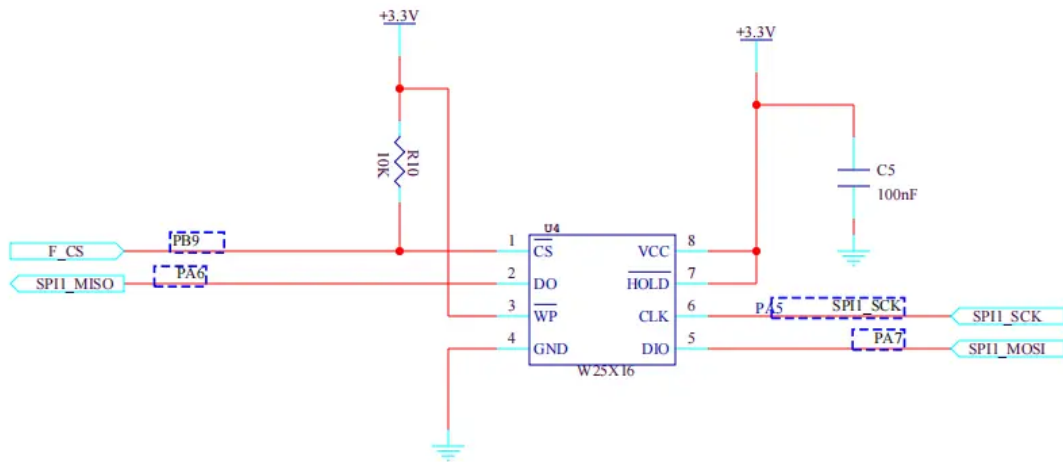 +3.3V
+3.3V
R10
10K
C5
100nF
U4
F_CS
PB9
1
CS
VCC
8
SPI1_MISO
PA6
2
DO
HOLD
7
3
WP
CLK
6
PA5
SPI1_SCK
SPI1_SCK
4
GND
DIO
5
PA7
SPI1_MOSI
W25X16